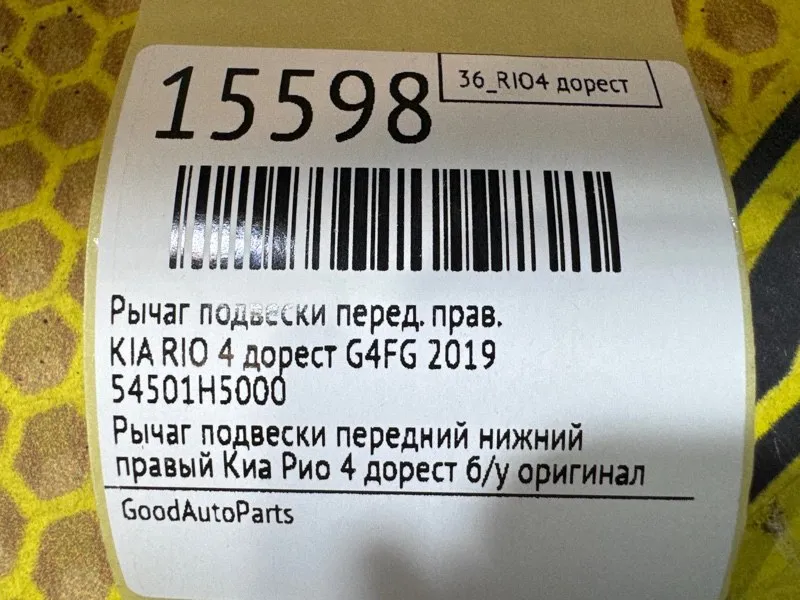 15598
36_RIO4 дорест
Рычаг подвески перед. прав.
KIA RIO 4 дорест G4FG 2019
54501H5000
Рычаг подвески передний нижний
правый Киа Рио 4 дорест б/у оригинал
GoodAutoParts